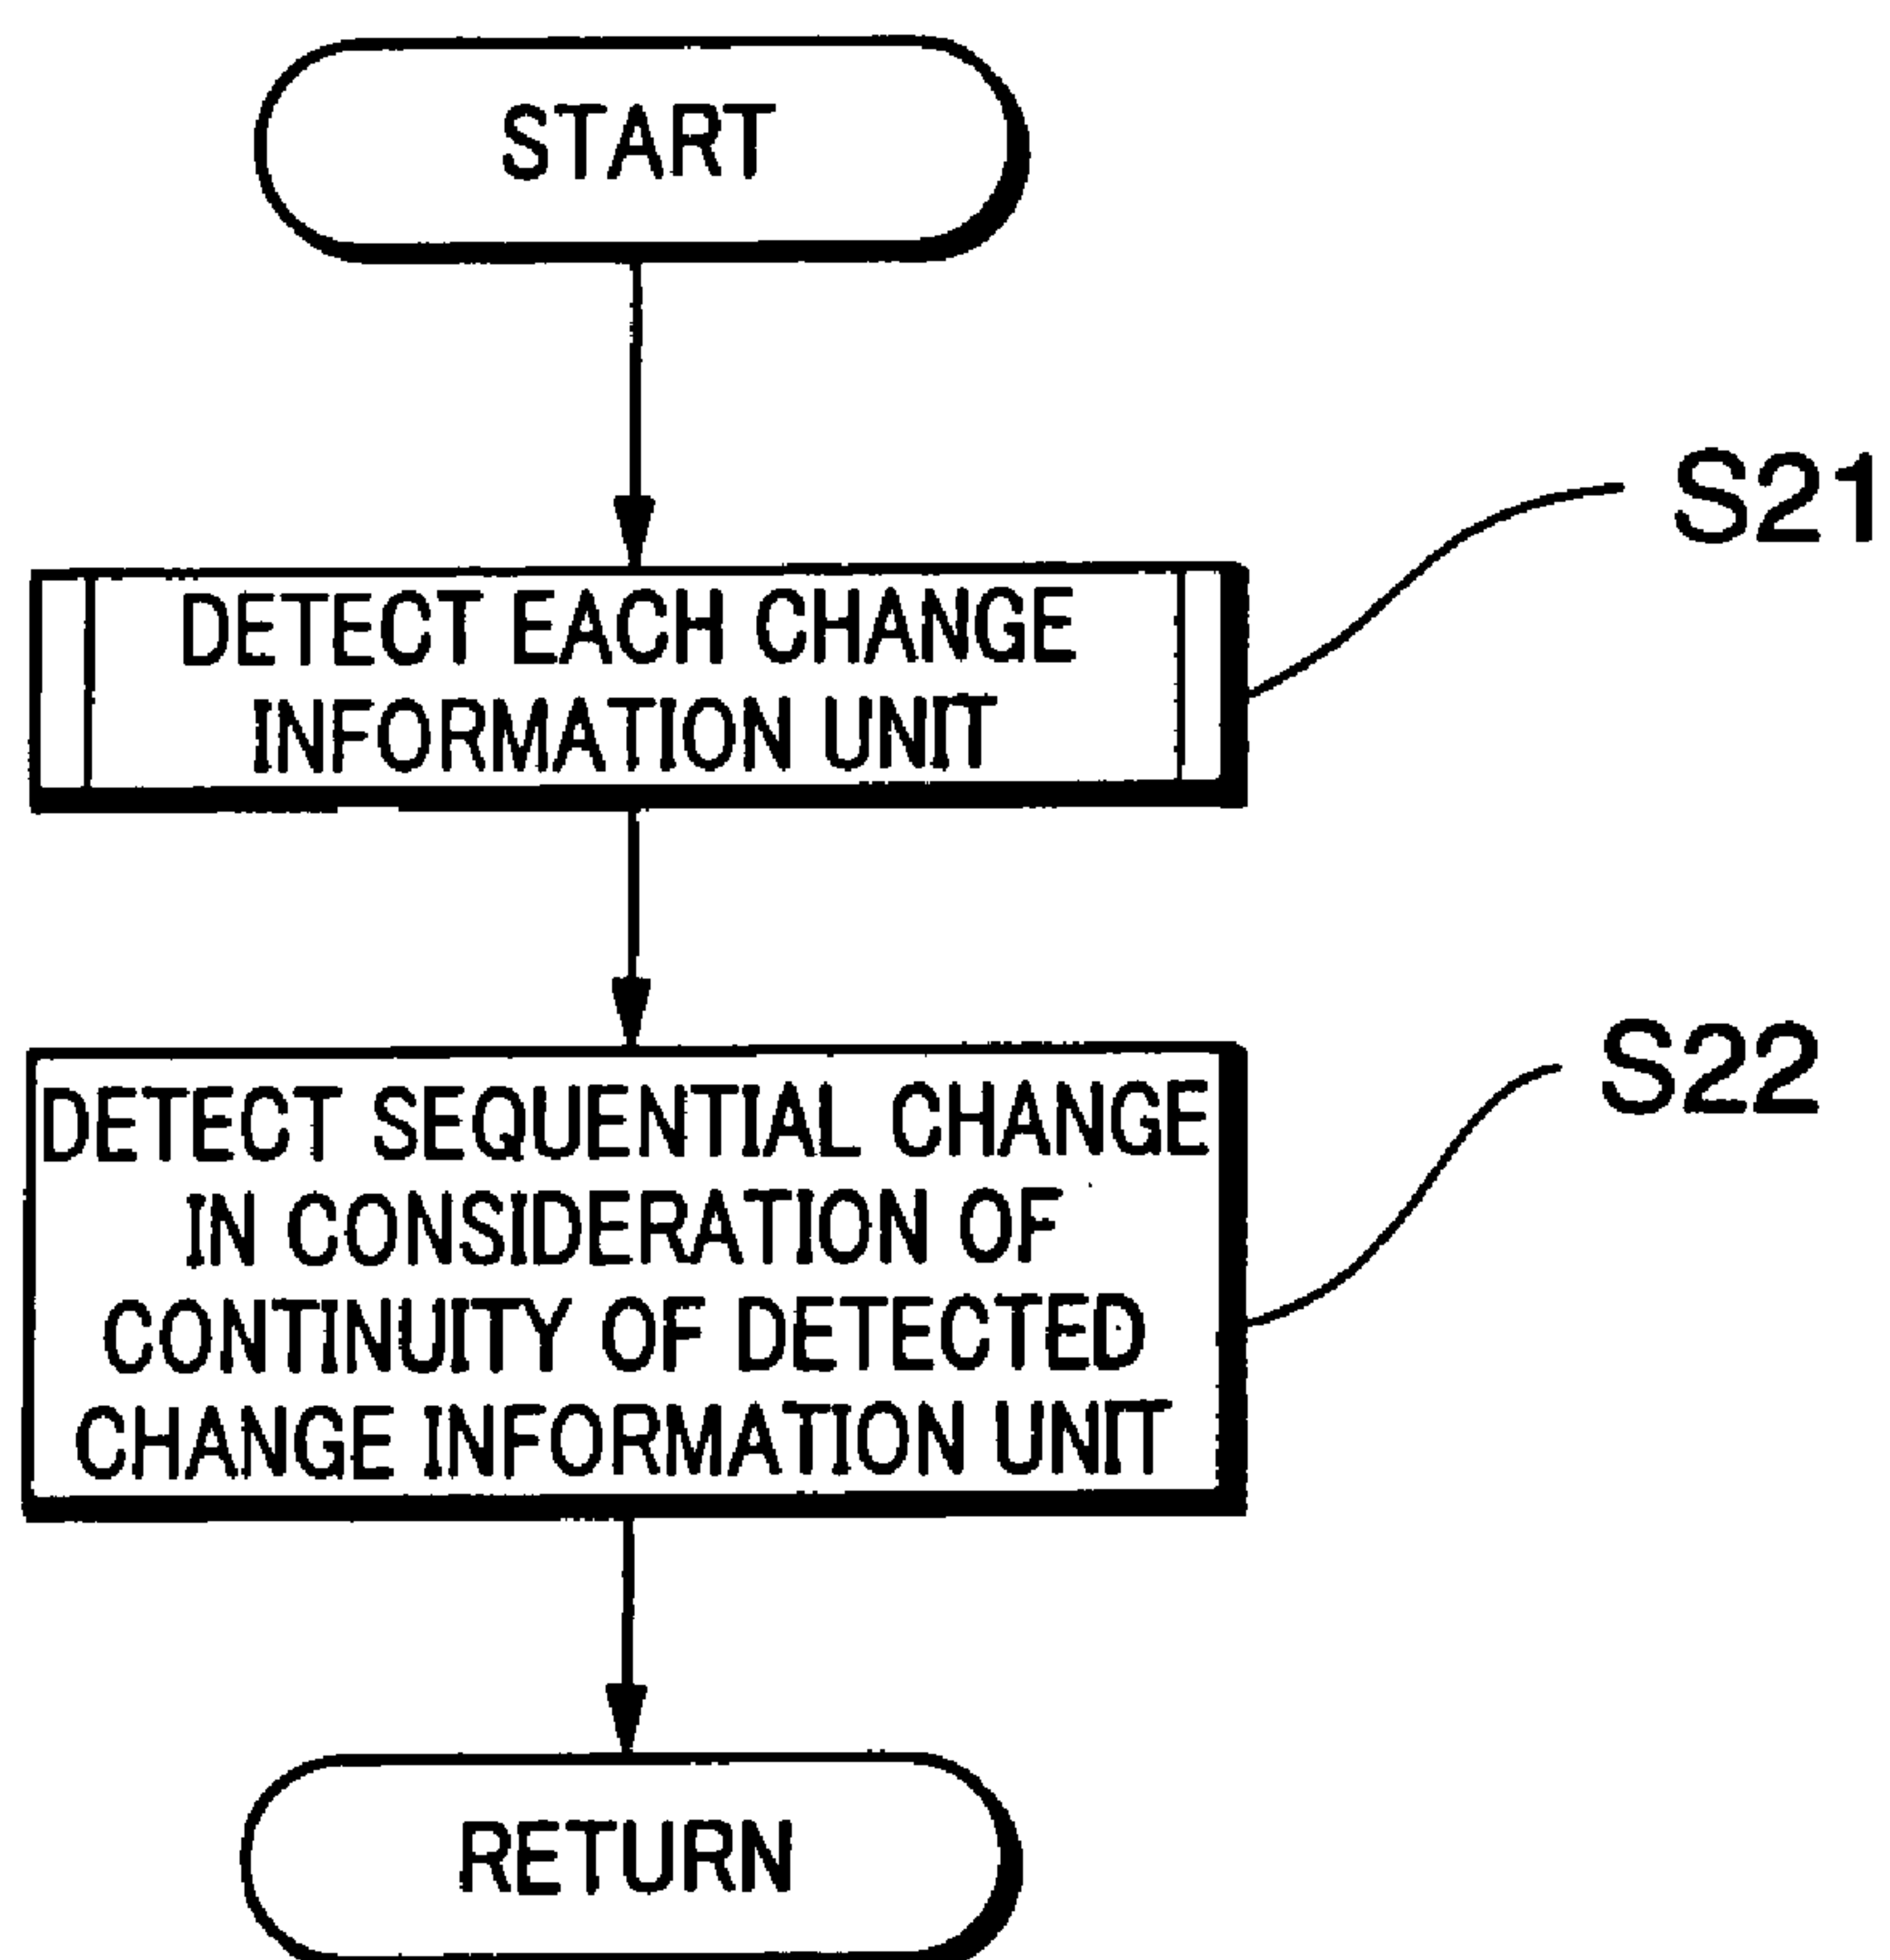 START
S21
DETECT EACH CHANGE
INFORMATION UNIT
S22
DETECT SEQUENTIAL CHANGE
IN CONSIDERATION OF
CONTINUITY OF DETECTED
CHANGE INFORMATION UNIT
RETURN